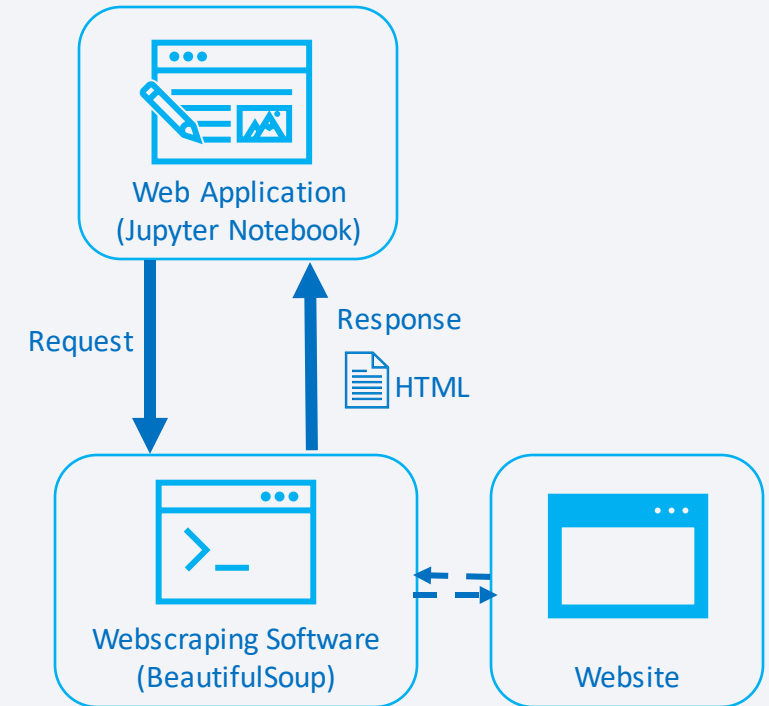 Web Application
(Jupyter Notebook)
Request
Response
HTML
Webscraping Software
(BeautifulSoup)
Website